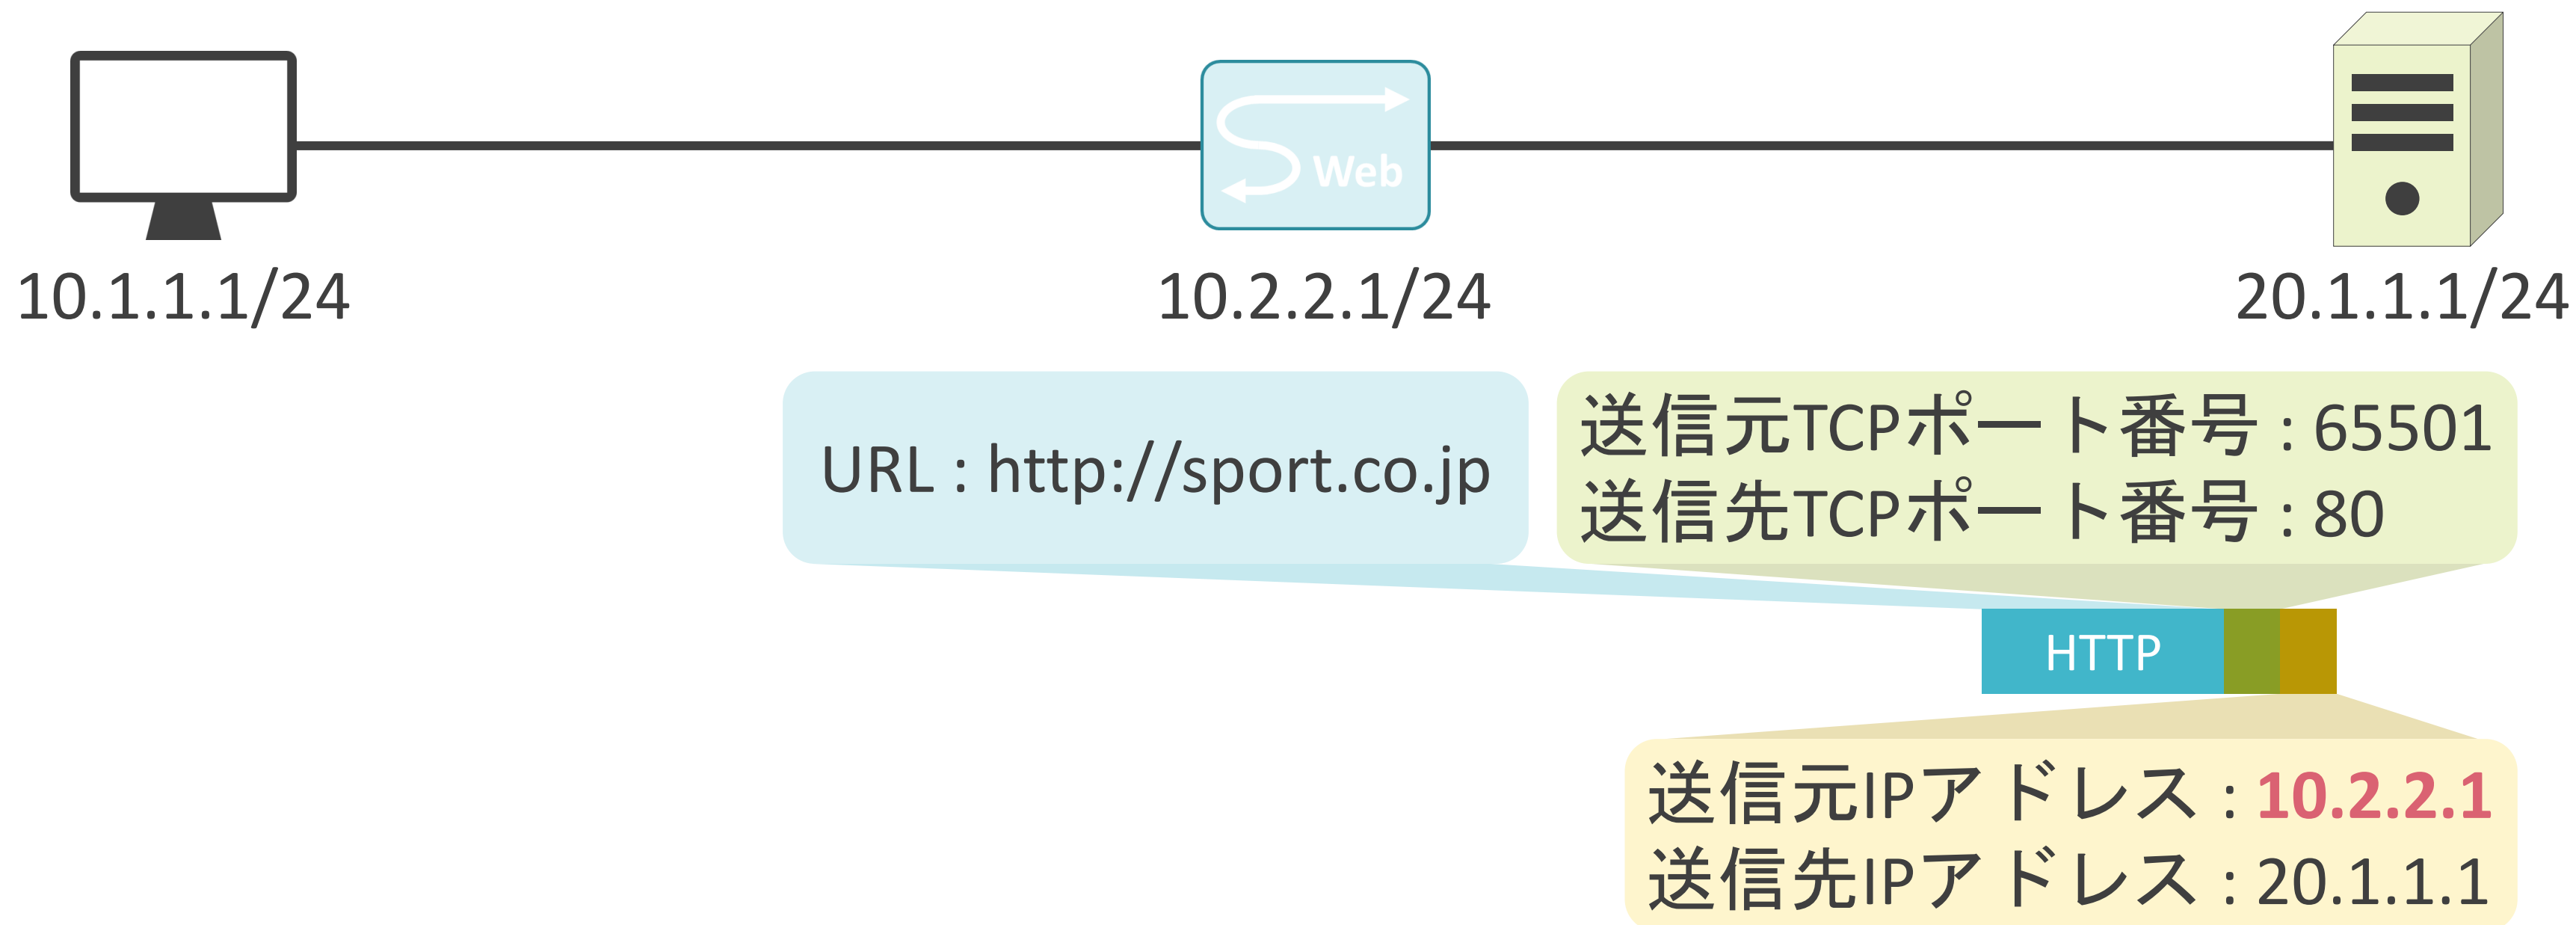 Web
10.1.1.1/24
10.2.2.1/24
20.1.1.1/24
URL : http://sport.co.jp
送信元TCPポート番号 : 65501
送信先TCPポート番号 : 80
HTTP
送信元IPアドレス : 10.2.2.1
送信先IPアドレス : 20.1.1.1